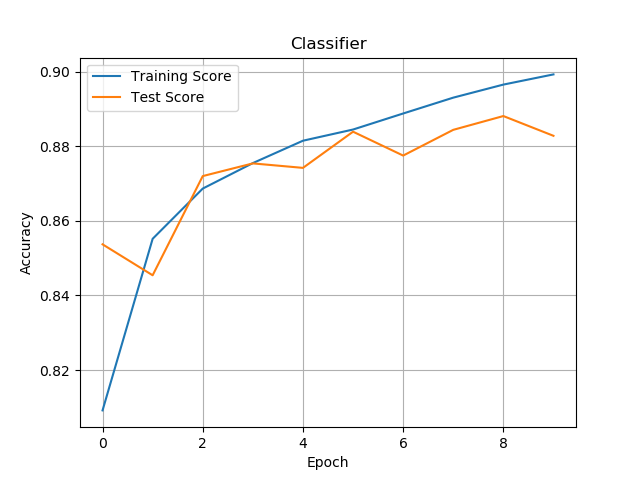 Classifier
Training Score
Test Score
0.90
0.88
0.86
0.84
0.82
Accuracy
0 2 4 6 8
Epoch